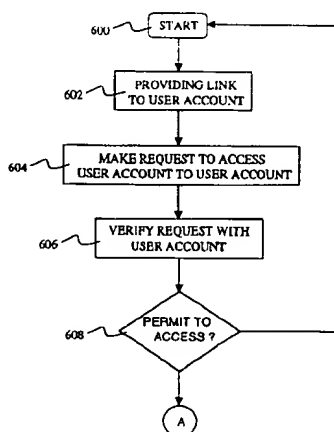 600
START
602
PROVIDING LINK
TO USER ACCOUNT
604
MAKE REQUEST TO ACCESS
USER ACCOUNT TO USER ACCOUNT
606
VERIFY REQUEST WITH
USER ACCOUNT
608
PERMIT TO
ACCESS ?
A